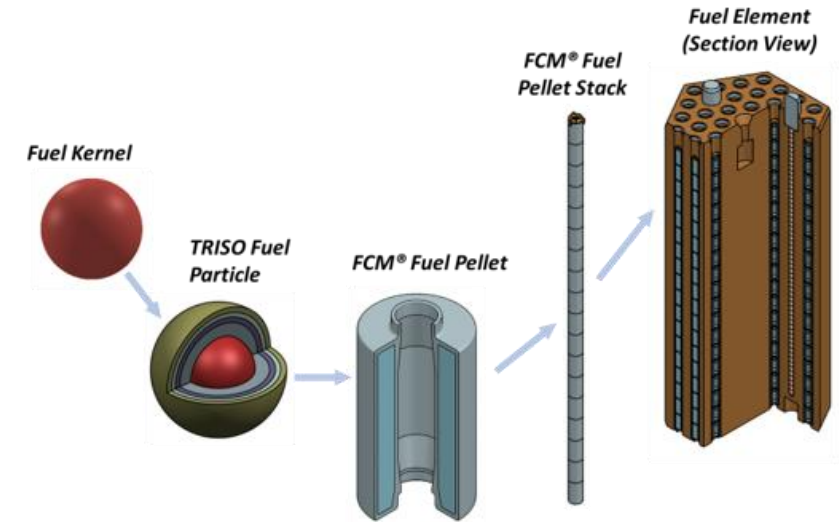 Fuel Kernel
TRISO Fuel
Particle
FCM® Fuel Pellet
FCM® Fuel
Pellet Stack
Fuel Element
(Section View)